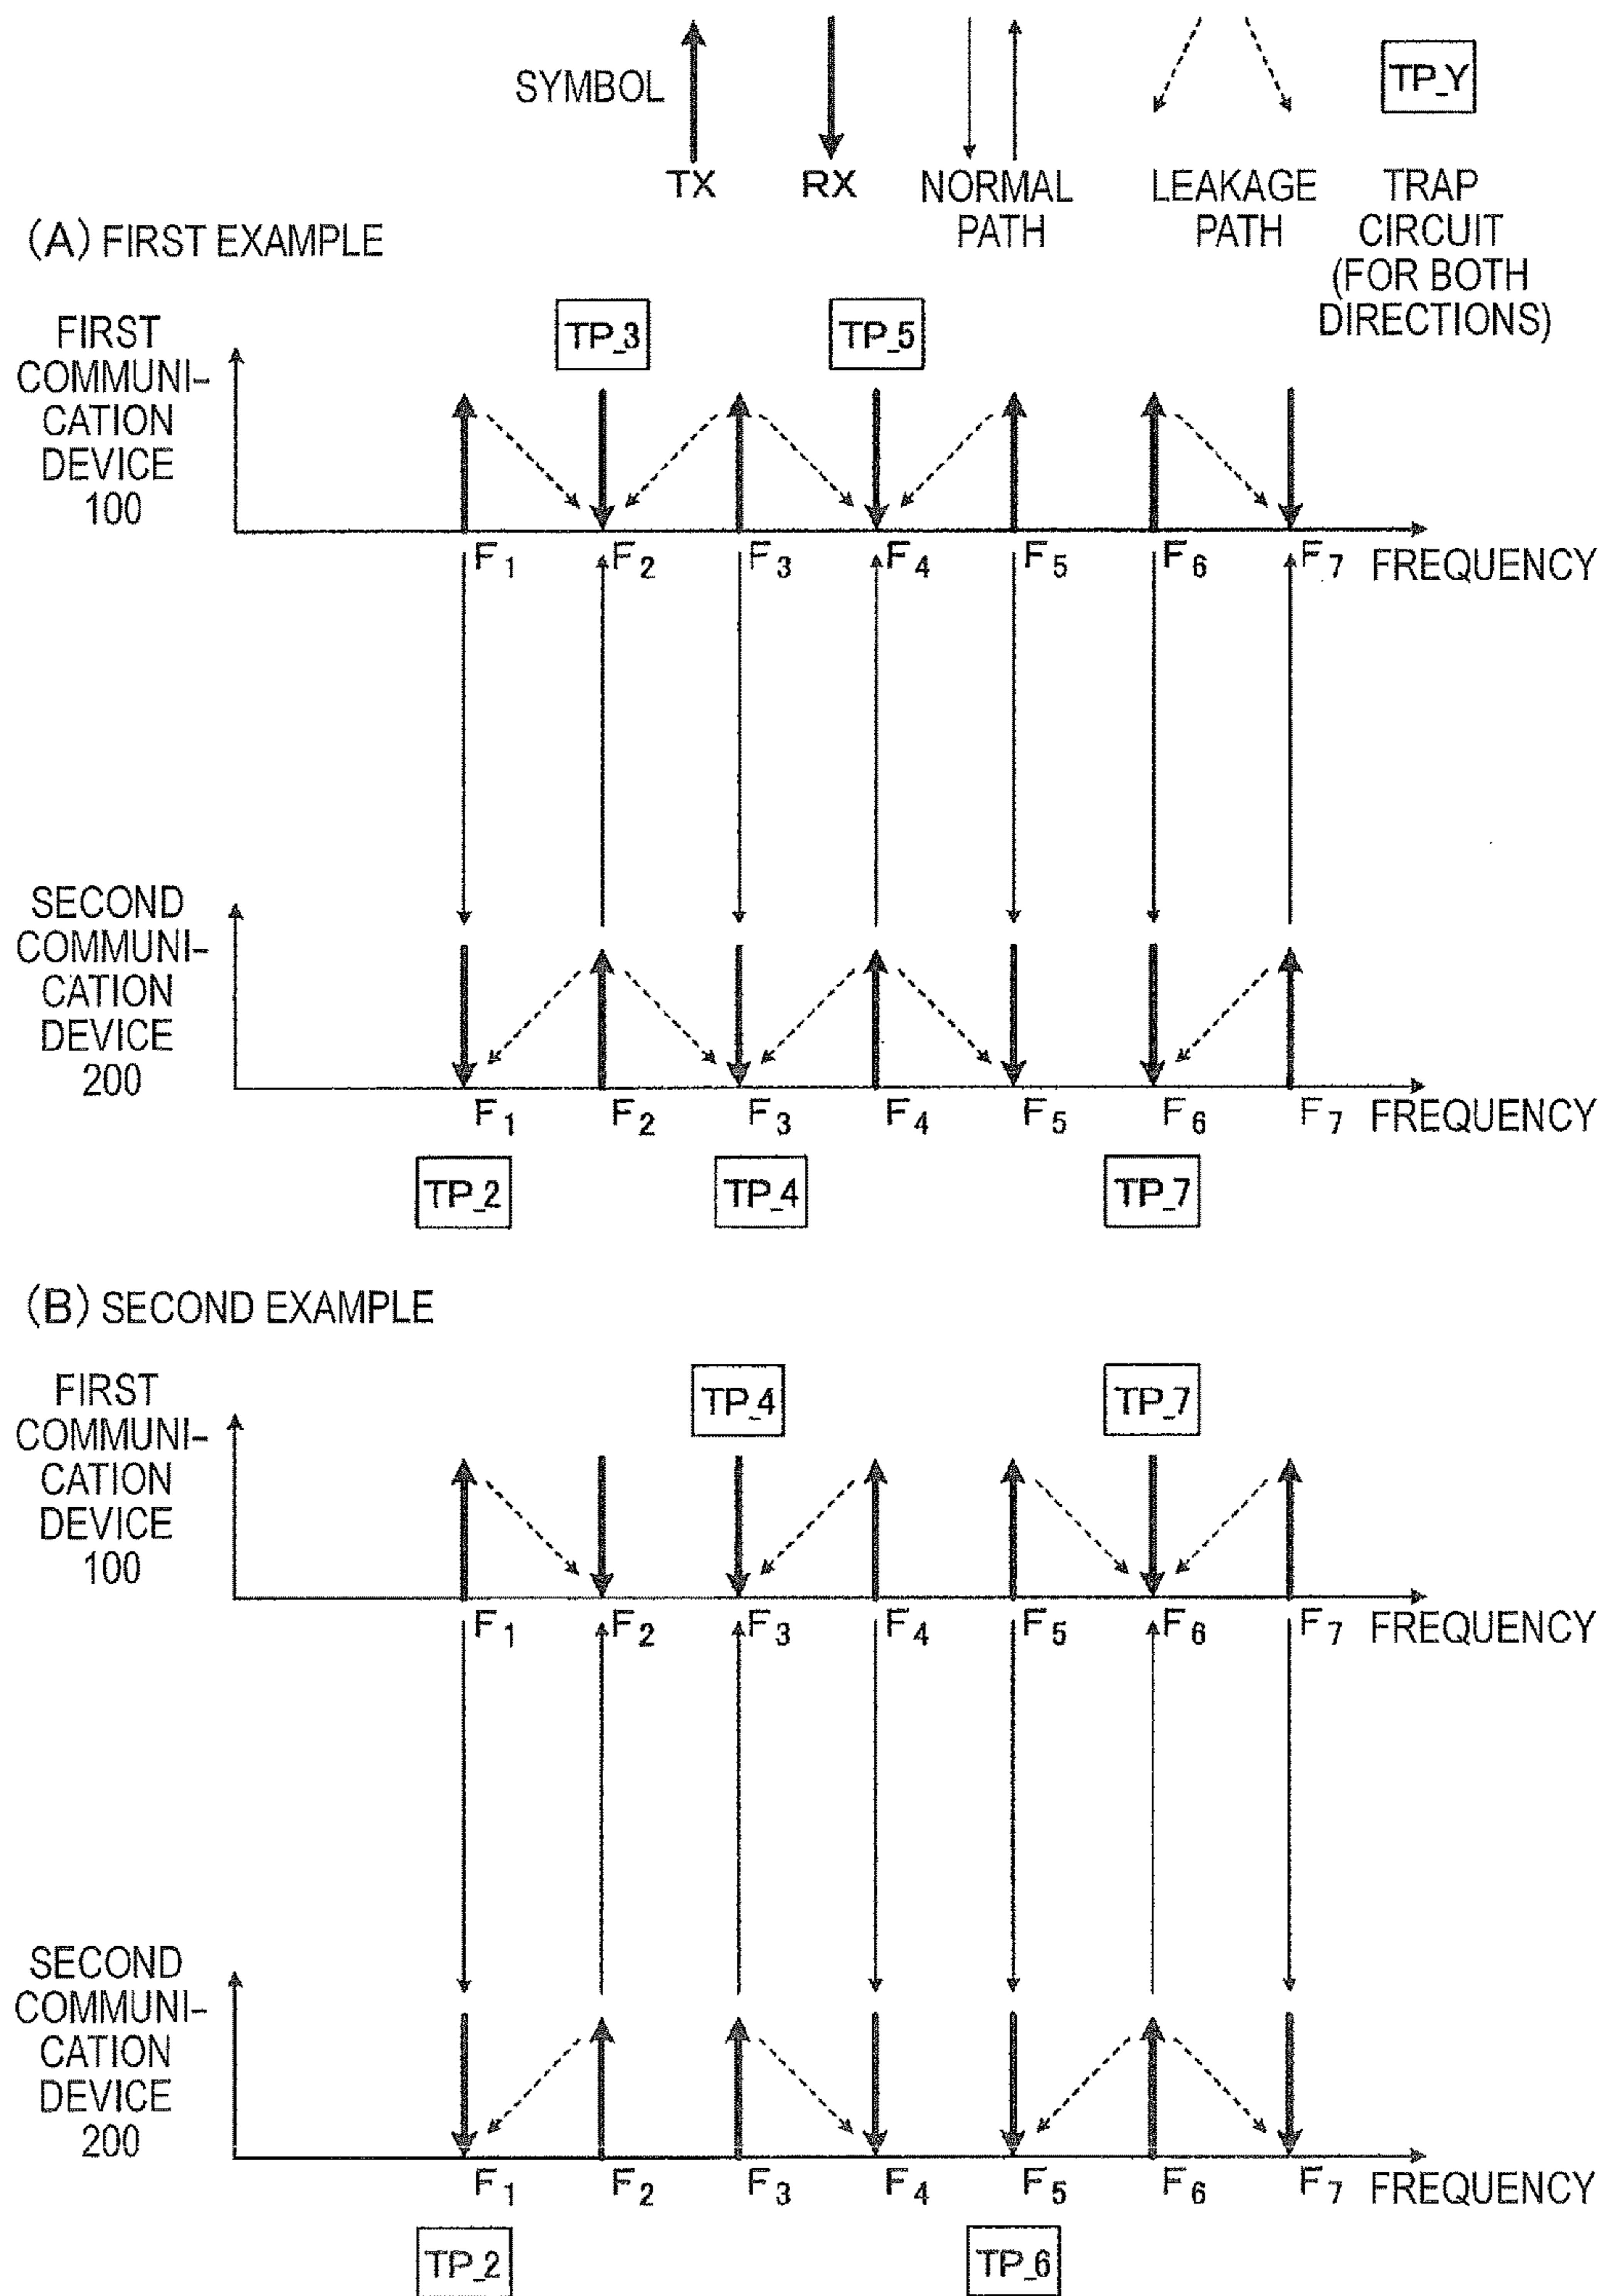 SYMBOL
TX
RX
NORMAL
PATH
LEAKAGE
PATH
TP_Y
TRAP
CIRCUIT
(FOR BOTH
DIRECTIONS)
(A) FIRST EXAMPLE
TP_3
TP_5
FIRST
COMMUNI-
CATION
DEVICE
100
F1 F2 F3 F4 F5 F6 F7 FREQUENCY
SECOND
COMMUNI-
CATION
DEVICE
200
F1 F2 F3 F4 F5 F6 F7 FREQUENCY
TP_2
TP_4
TP_7
(B) SECOND EXAMPLE
TP_4
TP_7
FIRST
COMMUNI-
CATION
DEVICE
100
F1 F2 F3 F4 F5 F6 F7 FREQUENCY
SECOND
COMMUNI-
CATION
DEVICE
200
F1 F2 F3 F4 F5 F6 F7 FREQUENCY
TP_2
TP_6